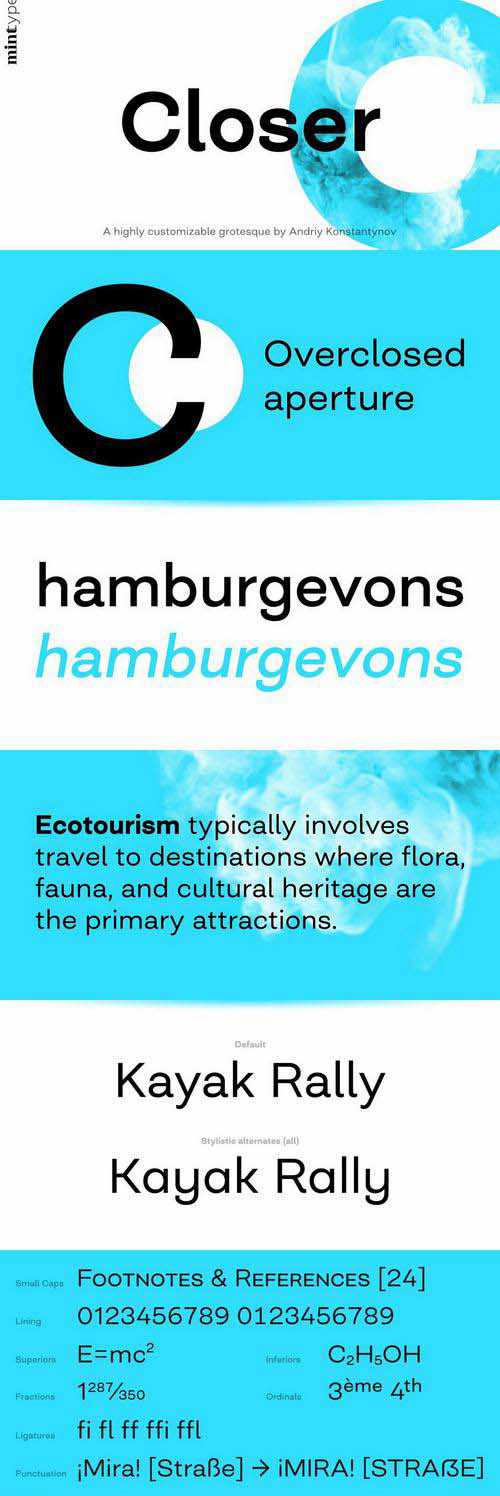 mintype
Closer
A highly customizable grotesque by Andriy Konstantynov
C
Overclosed
aperture
hamburgevons
hamburgevons
Ecotourism typically involves
travel to destinations where flora,
fauna, and cultural heritage are
the primary attractions.
Default
Kayak Rally
Stylistic alternates (all)
Kayak Rally
Small Caps Footnotes & References [24]
Lining 0123456789 0123456789
Superiors E=mc² Inferiors C₂H₅OH
Fractions 1²⁸⁷⁄₃₅₀ Ordinals 3ᵉ̀ᵐᵉ 4ᵗʰ
Ligatures fi fl ff ffi ffl
Punctuation ¡Mira! [Straße] → ¡MIRA! [STRAẞE]